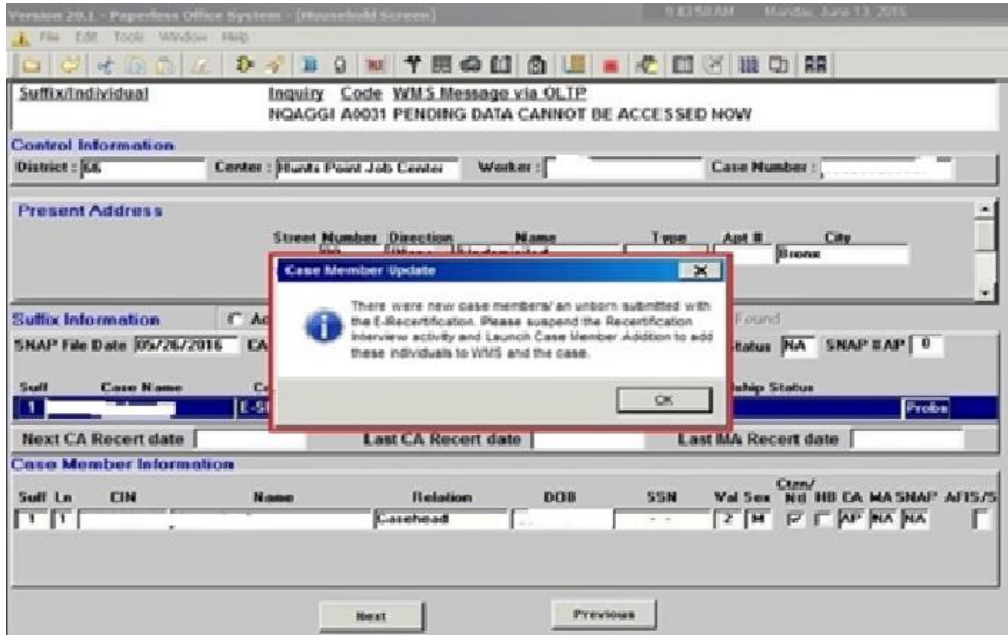 Version 20.1 - Paperless Office System - [Household Screen] 9:43:50 AM Monday, June 13, 2016
File Edit Tools Window Help
Suffix/Individual Inquiry Code WMS Message via OLTP
NQAGGI A0031 PENDING DATA CANNOT BE ACCESSED NOW
Control Information
District : 66 Center : Hunts Point Job Center Worker : Case Number :
Present Address
Street Number Direction Name Type Apt # City
Bronx
Case Member Update
There were new case members/ an unborn submitted with
the E-Recertification. Please suspend the Recertification
Interview activity and Launch Case Member Addition to add
these individuals to WMS and the case.
OK
Suffix Information Found
SNAP File Date 05/26/2016 Status NA SNAP # AP 0
Suff Case Name Status
1 Probs
Next CA Recert date Last CA Recert date Last MA Recert date
Case Member Information
Suff Ln CIN Name Relation DOB SSN Val Sex Ctzn/ Nd HB CA MA SNAP AFIS/S
1 1 Casehead - - 2 M AP NA NA
Next Previous